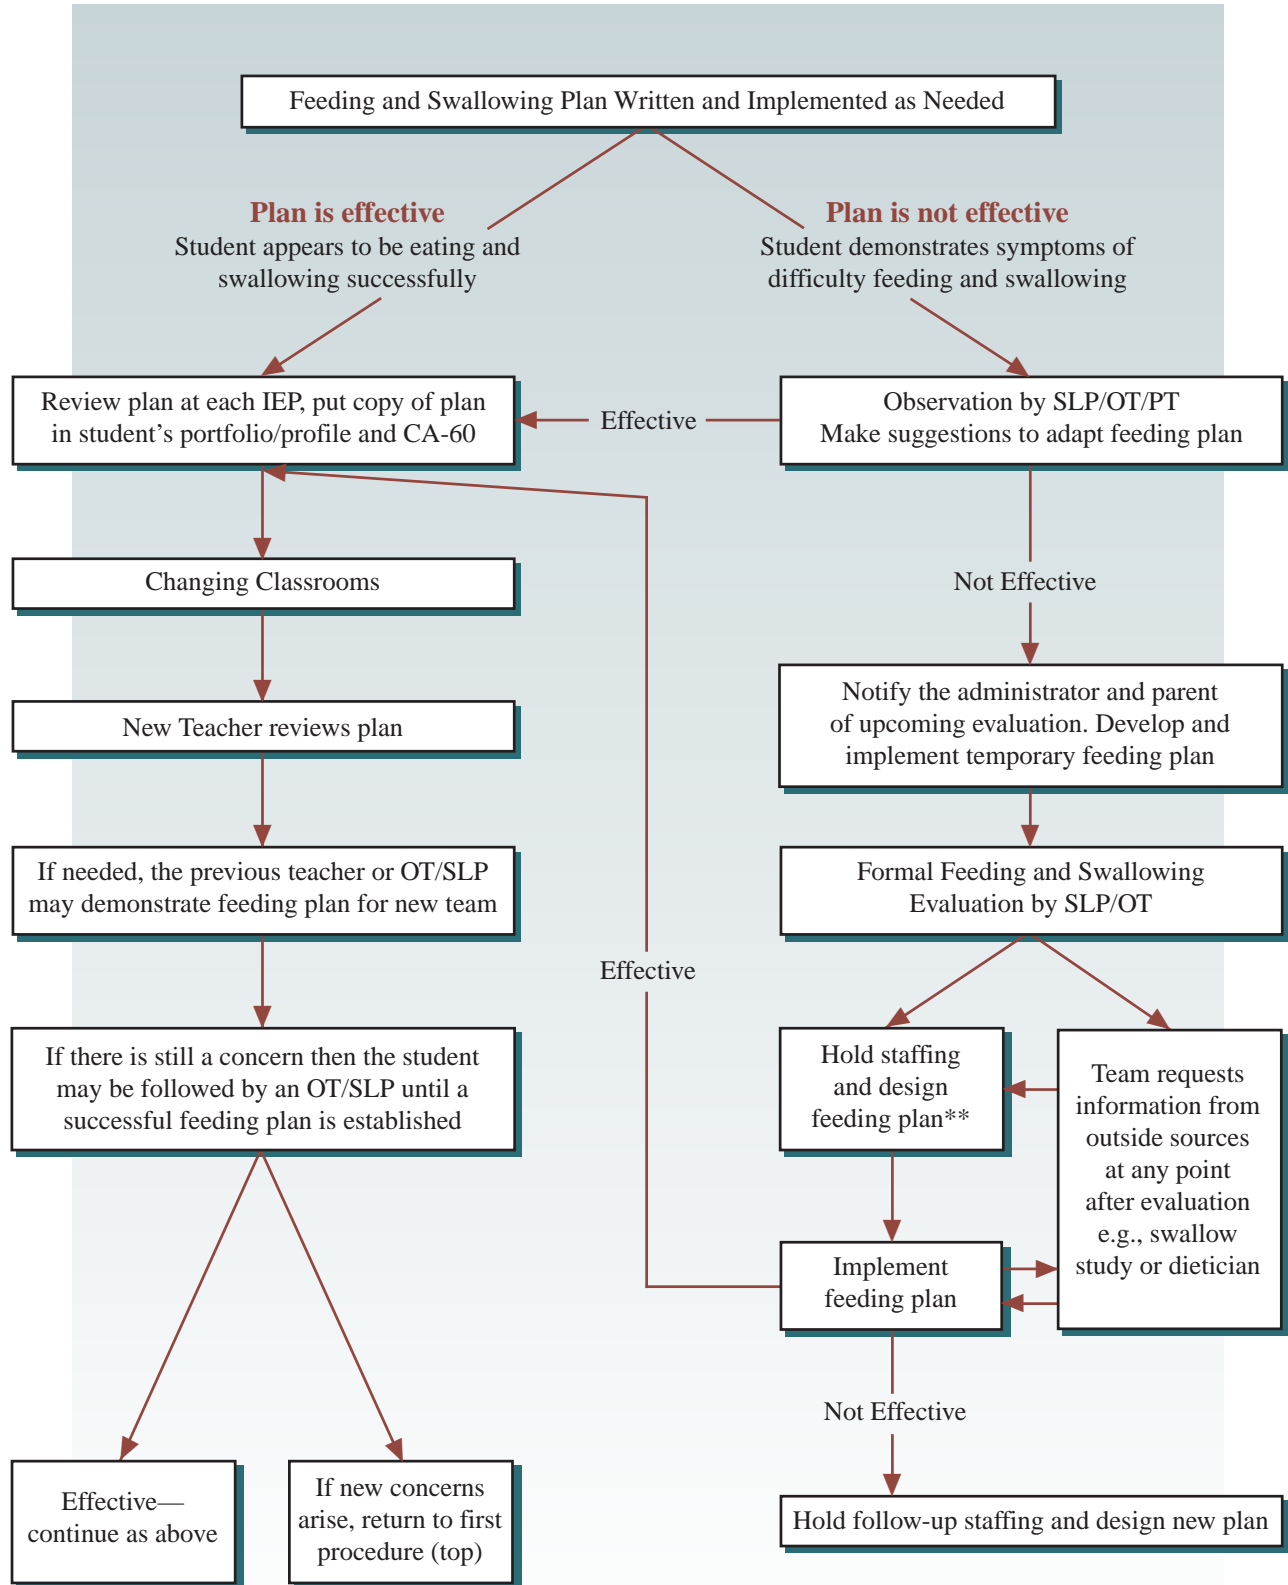 Feeding and Swallowing Plan Written and Implemented as Needed
Plan is effective
Student appears to be eating and
swallowing successfully
Plan is not effective
Student demonstrates symptoms of
difficulty feeding and swallowing
Review plan at each IEP, put copy of plan
in student’s portfolio/profile and CA-60
Effective
Observation by SLP/OT/PT
Make suggestions to adapt feeding plan
Changing Classrooms
Not Effective
New Teacher reviews plan
Notify the administrator and parent
of upcoming evaluation. Develop and
implement temporary feeding plan
If needed, the previous teacher or OT/SLP
may demonstrate feeding plan for new team
Formal Feeding and Swallowing
Evaluation by SLP/OT
Effective
If there is still a concern then the student
may be followed by an OT/SLP until a
successful feeding plan is established
Hold staffing
and design
feeding plan**
Team requests
information from
outside sources
at any point
after evaluation
e.g., swallow
study or dietician
Implement
feeding plan
Not Effective
Effective—
continue as above
If new concerns
arise, return to first
procedure (top)
Hold follow-up staffing and design new plan